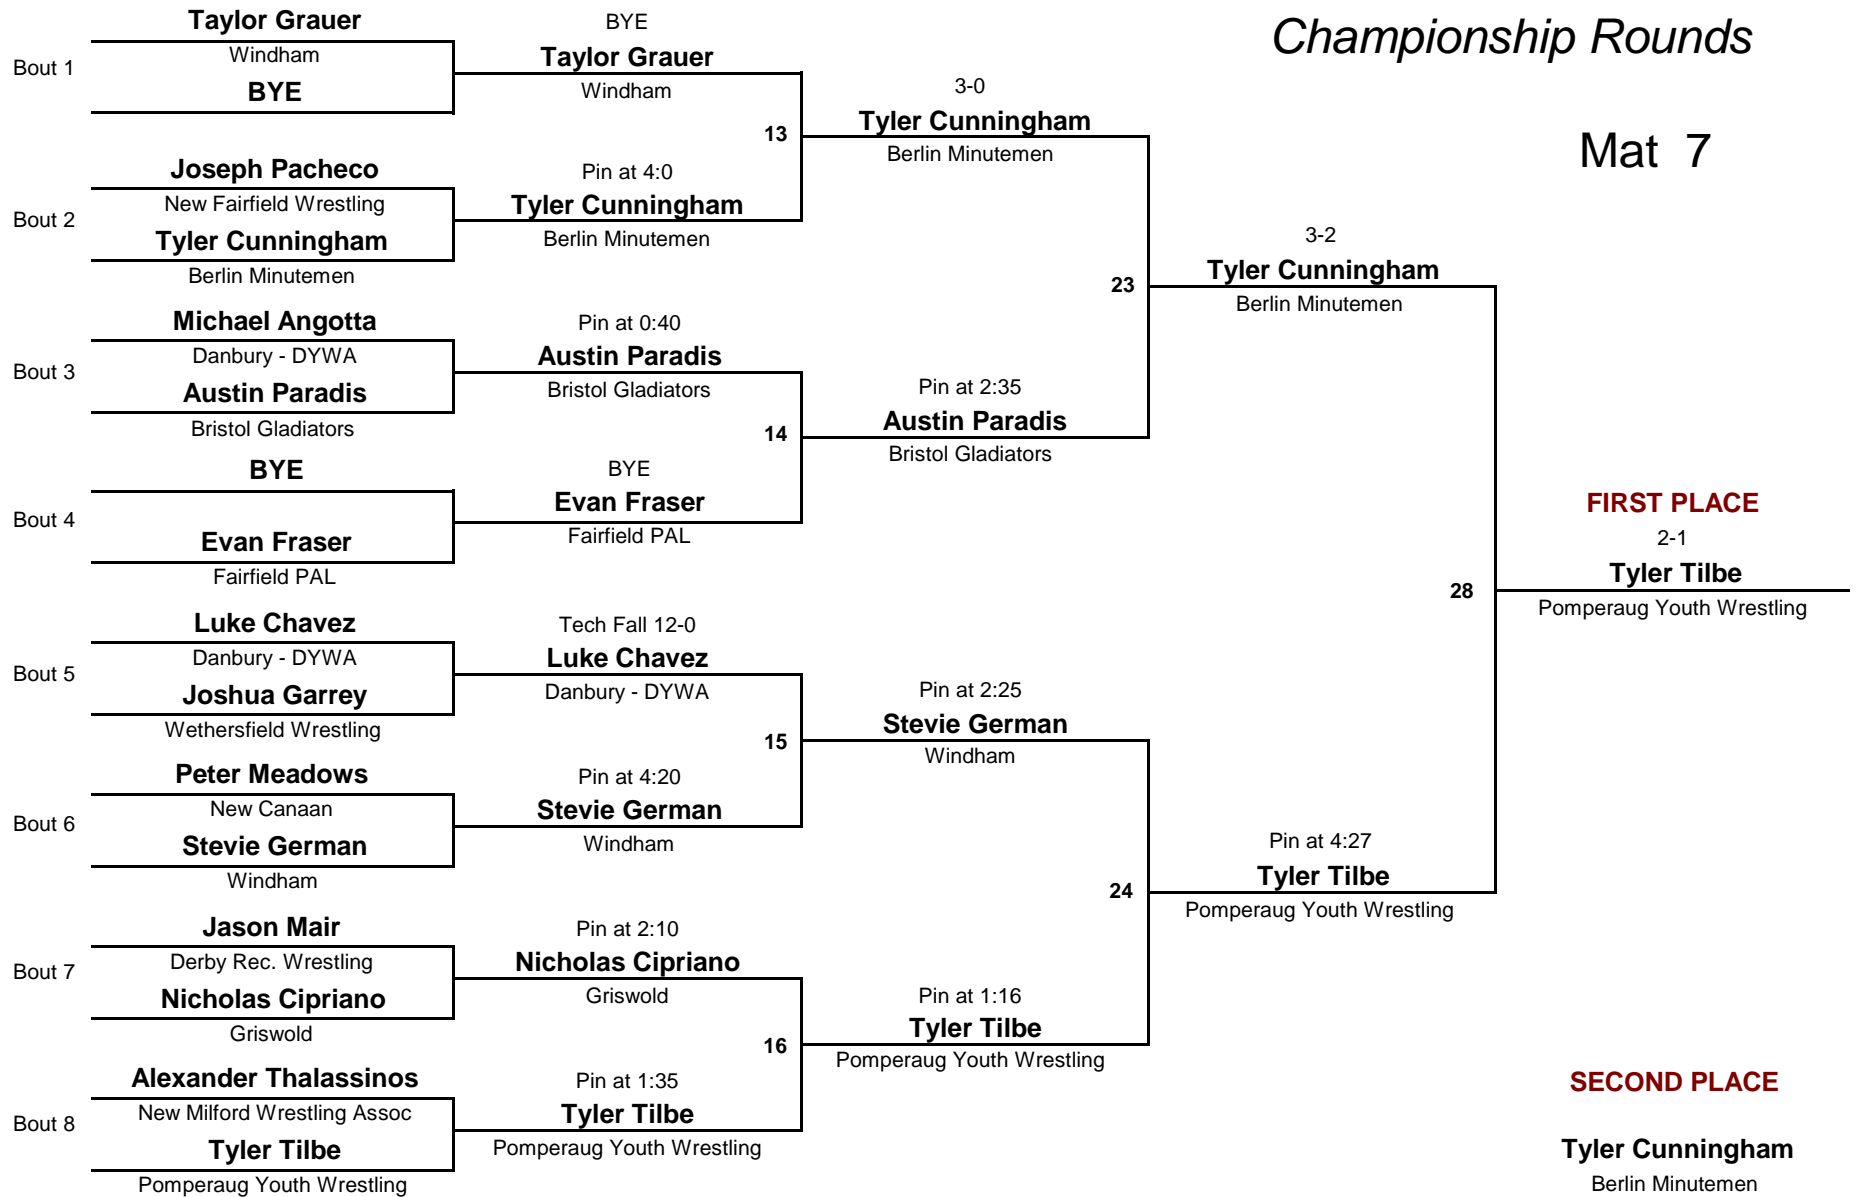 Championship Rounds
Mat 7
Bout 1
Taylor Grauer
Windham
BYE
Bout 2
Joseph Pacheco
New Fairfield Wrestling
Tyler Cunningham
Berlin Minutemen
Bout 3
Michael Angotta
Danbury - DYWA
Austin Paradis
Bristol Gladiators
Bout 4
BYE
Evan Fraser
Fairfield PAL
Bout 5
Luke Chavez
Danbury - DYWA
Joshua Garrey
Wethersfield Wrestling
Bout 6
Peter Meadows
New Canaan
Stevie German
Windham
Bout 7
Jason Mair
Derby Rec. Wrestling
Nicholas Cipriano
Griswold
Bout 8
Alexander Thalassinos
New Milford Wrestling Assoc
Tyler Tilbe
Pomperaug Youth Wrestling
BYE
Taylor Grauer
Windham
13
Pin at 4:0
Tyler Cunningham
Berlin Minutemen
Pin at 0:40
Austin Paradis
Bristol Gladiators
14
BYE
Evan Fraser
Fairfield PAL
Tech Fall 12-0
Luke Chavez
Danbury - DYWA
15
Pin at 4:20
Stevie German
Windham
Pin at 2:10
Nicholas Cipriano
Griswold
16
Pin at 1:35
Tyler Tilbe
Pomperaug Youth Wrestling
3-0
Tyler Cunningham
Berlin Minutemen
23
Pin at 2:35
Austin Paradis
Bristol Gladiators
Pin at 2:25
Stevie German
Windham
24
Pin at 1:16
Tyler Tilbe
Pomperaug Youth Wrestling
3-2
Tyler Cunningham
Berlin Minutemen
28
Pin at 4:27
Tyler Tilbe
Pomperaug Youth Wrestling
FIRST PLACE
2-1
Tyler Tilbe
Pomperaug Youth Wrestling
SECOND PLACE
Tyler Cunningham
Berlin Minutemen